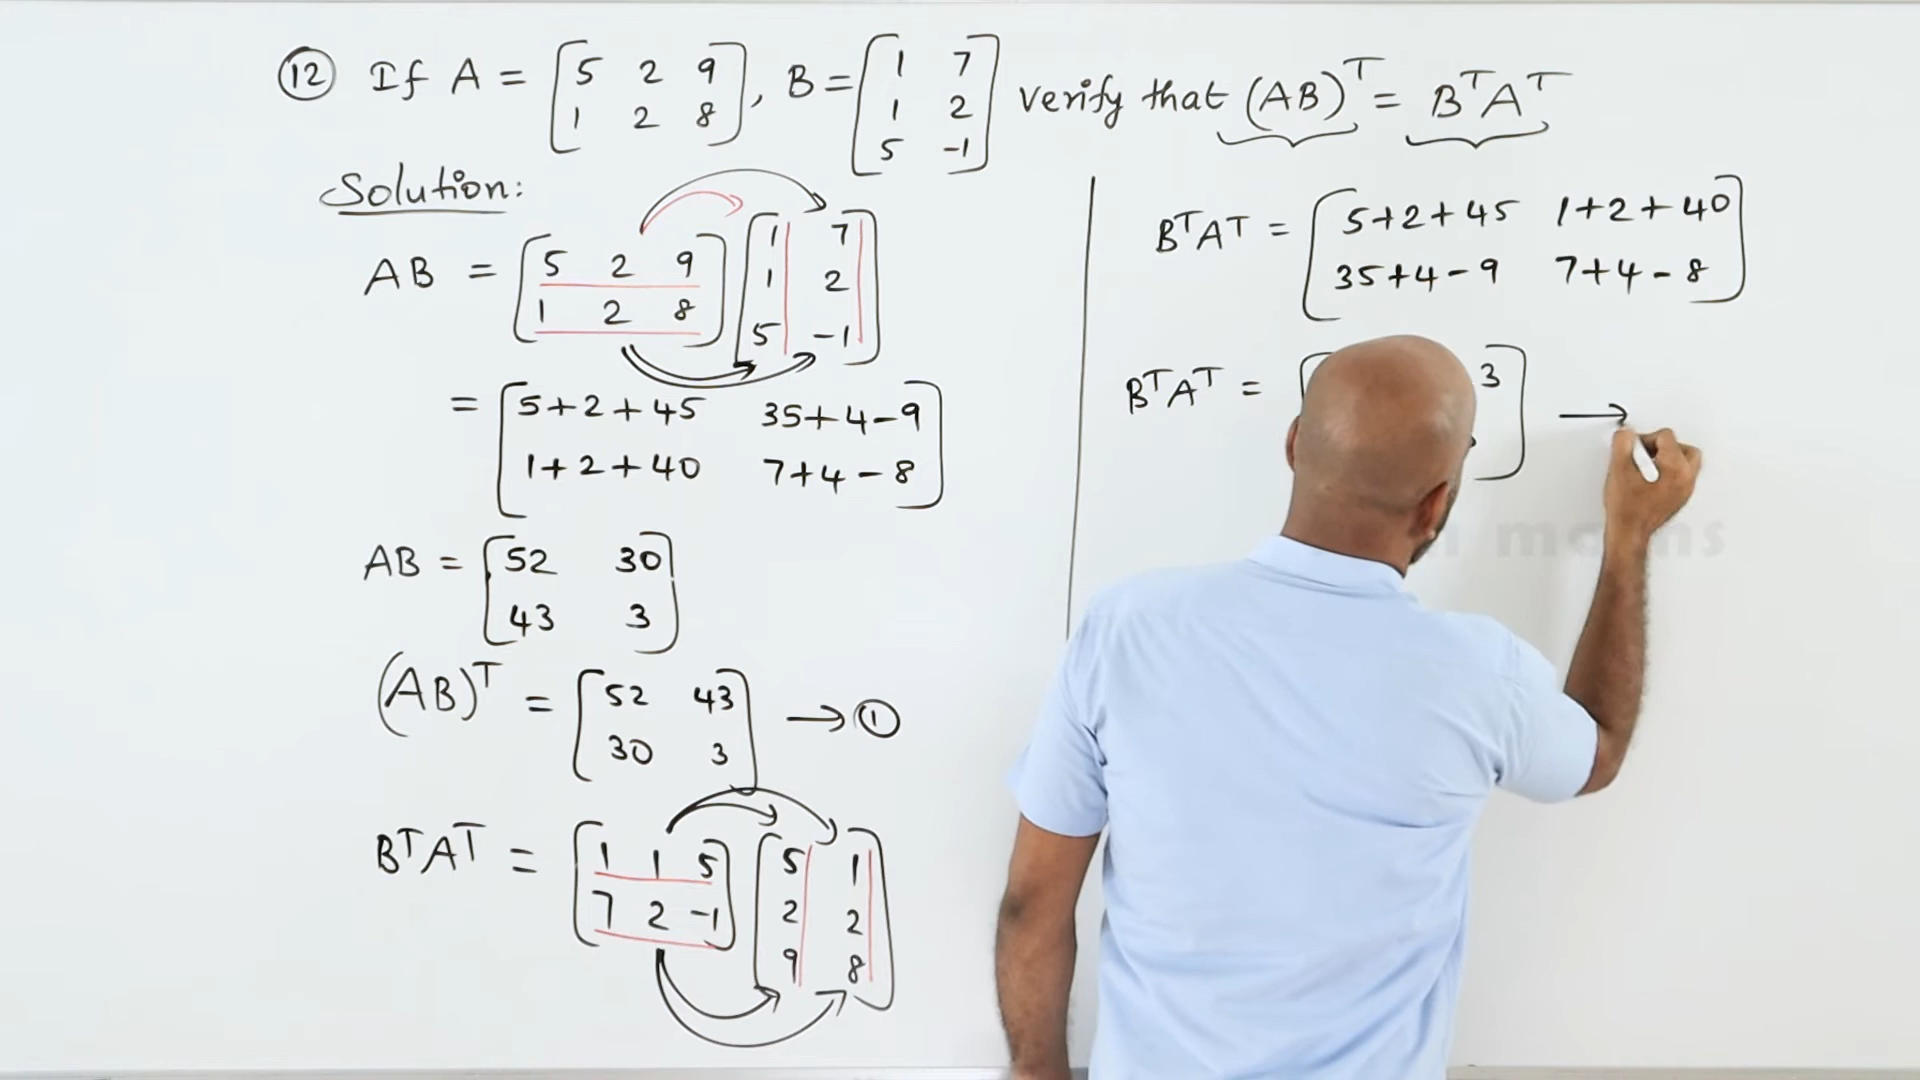 12 If A = [5 2 9
1 2 8], B = [1 7
1 2
5 -1] verify that (AB)ᵀ = BᵀAᵀ
Solution:
AB = [5 2 9
1 2 8] [1 7
1 2
5 -1]
= [5+2+45 35+4-9
1+2+40 7+4-8]
AB = [52 30
43 3]
(AB)ᵀ = [52 43
30 3] → 1
BᵀAᵀ = [1 1 5
7 2 -1] [5 1
2 2
9 8]
BᵀAᵀ = [5+2+45 1+2+40
35+4-9 7+4-8]
BᵀAᵀ = [ 3
] →